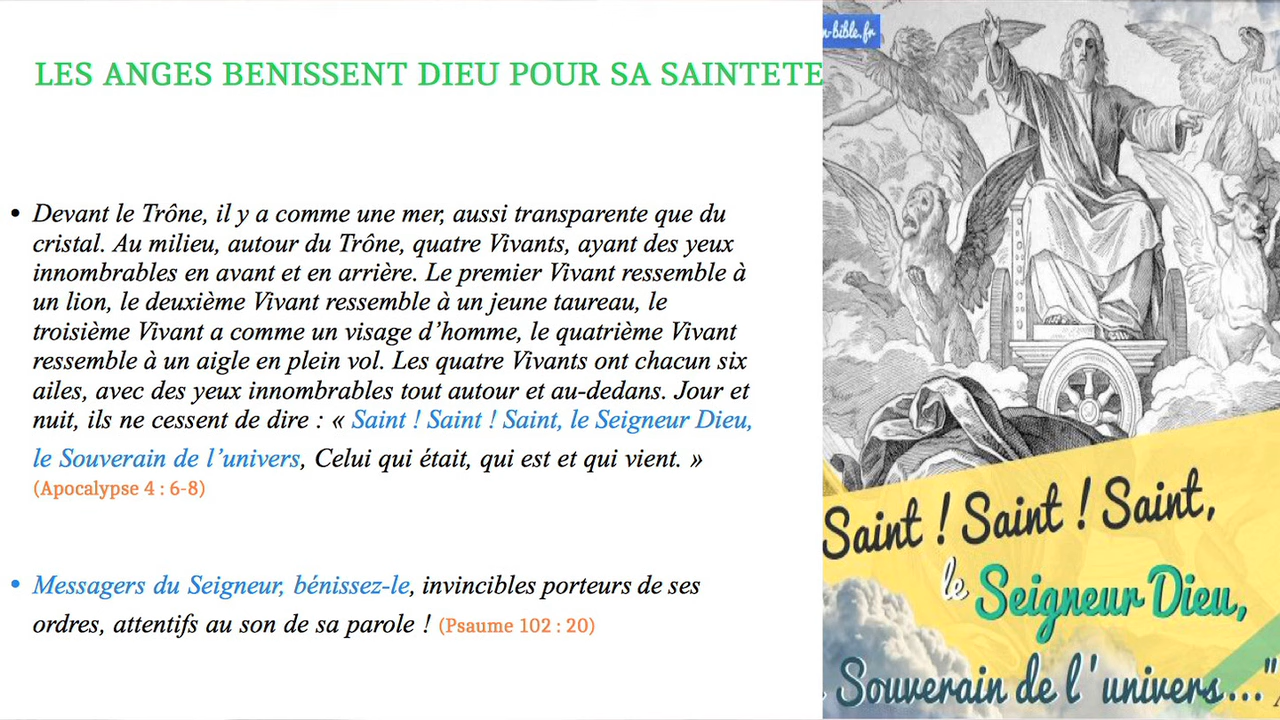 LES ANGES BENISSENT DIEU POUR SA SAINTETE
• Devant le Trône, il y a comme une mer, aussi transparente que du
cristal. Au milieu, autour du Trône, quatre Vivants, ayant des yeux
innombrables en avant et en arrière. Le premier Vivant ressemble à
un lion, le deuxième Vivant ressemble à un jeune taureau, le
troisième Vivant a comme un visage d’homme, le quatrième Vivant
ressemble à un aigle en plein vol. Les quatre Vivants ont chacun six
ailes, avec des yeux innombrables tout autour et au-dedans. Jour et
nuit, ils ne cessent de dire : « Saint ! Saint ! Saint, le Seigneur Dieu,
le Souverain de l’univers, Celui qui était, qui est et qui vient. »
(Apocalypse 4 : 6-8)
• Messagers du Seigneur, bénissez-le, invincibles porteurs de ses
ordres, attentifs au son de sa parole ! (Psaume 102 : 20)
-bible.fr
Saint ! Saint ! Saint,
le Seigneur Dieu,
Souverain de l'univers..."